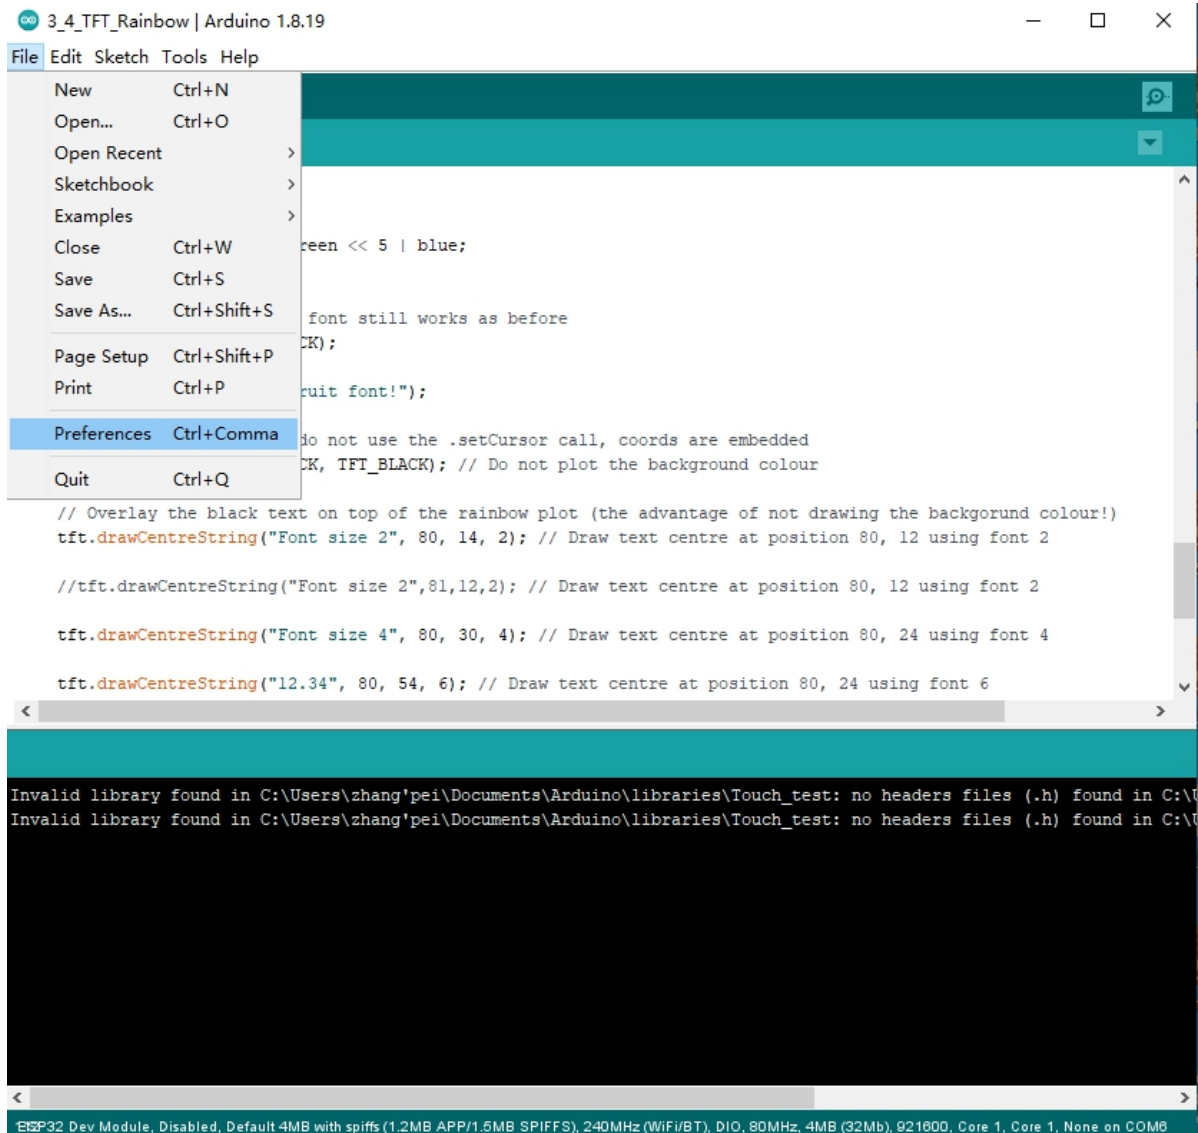 3_4_TFT_Rainbow | Arduino 1.8.19
File Edit Sketch Tools Help
New Ctrl+N
Open... Ctrl+O
Open Recent
Sketchbook
Examples
Close Ctrl+W
Save Ctrl+S
Save As... Ctrl+Shift+S
Page Setup Ctrl+Shift+P
Print Ctrl+P
Preferences Ctrl+Comma
Quit Ctrl+Q
reen << 5 | blue;
font still works as before
CK);
ruit font!");
do not use the .setCursor call, coords are embedded
CK, TFT_BLACK); // Do not plot the background colour
// Overlay the black text on top of the rainbow plot (the advantage of not drawing the backgorund colour!)
tft.drawCentreString("Font size 2", 80, 14, 2); // Draw text centre at position 80, 12 using font 2
//tft.drawCentreString("Font size 2",81,12,2); // Draw text centre at position 80, 12 using font 2
tft.drawCentreString("Font size 4", 80, 30, 4); // Draw text centre at position 80, 24 using font 4
tft.drawCentreString("12.34", 80, 54, 6); // Draw text centre at position 80, 24 using font 6
Invalid library found in C:\Users\zhang'pei\Documents\Arduino\libraries\Touch_test: no headers files (.h) found in C:\U
Invalid library found in C:\Users\zhang'pei\Documents\Arduino\libraries\Touch_test: no headers files (.h) found in C:\U
ESP32 Dev Module, Disabled, Default 4MB with spiffs (1.2MB APP/1.5MB SPIFFS), 240MHz (WiFi/BT), DIO, 80MHz, 4MB (32Mb), 921600, Core 1, Core 1, None on COM6